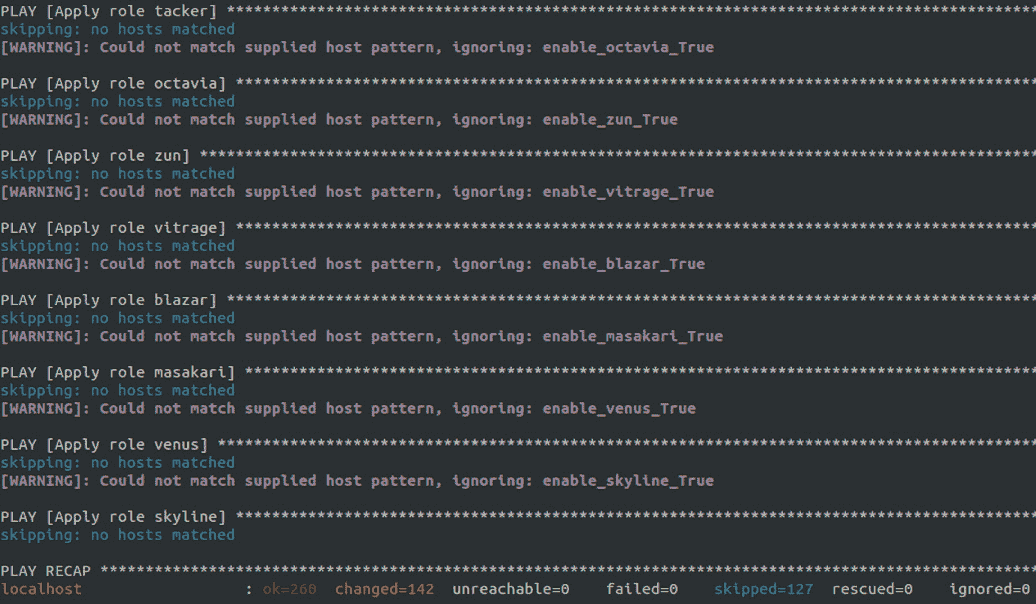 PLAY [Apply role tacker] ******************************************************************************************
skipping: no hosts matched
[WARNING]: Could not match supplied host pattern, ignoring: enable_octavia_True
PLAY [Apply role octavia] *****************************************************************************************
skipping: no hosts matched
[WARNING]: Could not match supplied host pattern, ignoring: enable_zun_True
PLAY [Apply role zun] *********************************************************************************************
skipping: no hosts matched
[WARNING]: Could not match supplied host pattern, ignoring: enable_vitrage_True
PLAY [Apply role vitrage] *****************************************************************************************
skipping: no hosts matched
[WARNING]: Could not match supplied host pattern, ignoring: enable_blazar_True
PLAY [Apply role blazar] ******************************************************************************************
skipping: no hosts matched
[WARNING]: Could not match supplied host pattern, ignoring: enable_masakari_True
PLAY [Apply role masakari] ****************************************************************************************
skipping: no hosts matched
[WARNING]: Could not match supplied host pattern, ignoring: enable_venus_True
PLAY [Apply role venus] *******************************************************************************************
skipping: no hosts matched
[WARNING]: Could not match supplied host pattern, ignoring: enable_skyline_True
PLAY [Apply role skyline] *****************************************************************************************
skipping: no hosts matched
PLAY RECAP ********************************************************************************************************
localhost : ok=260 changed=142 unreachable=0 failed=0 skipped=127 rescued=0 ignored=0